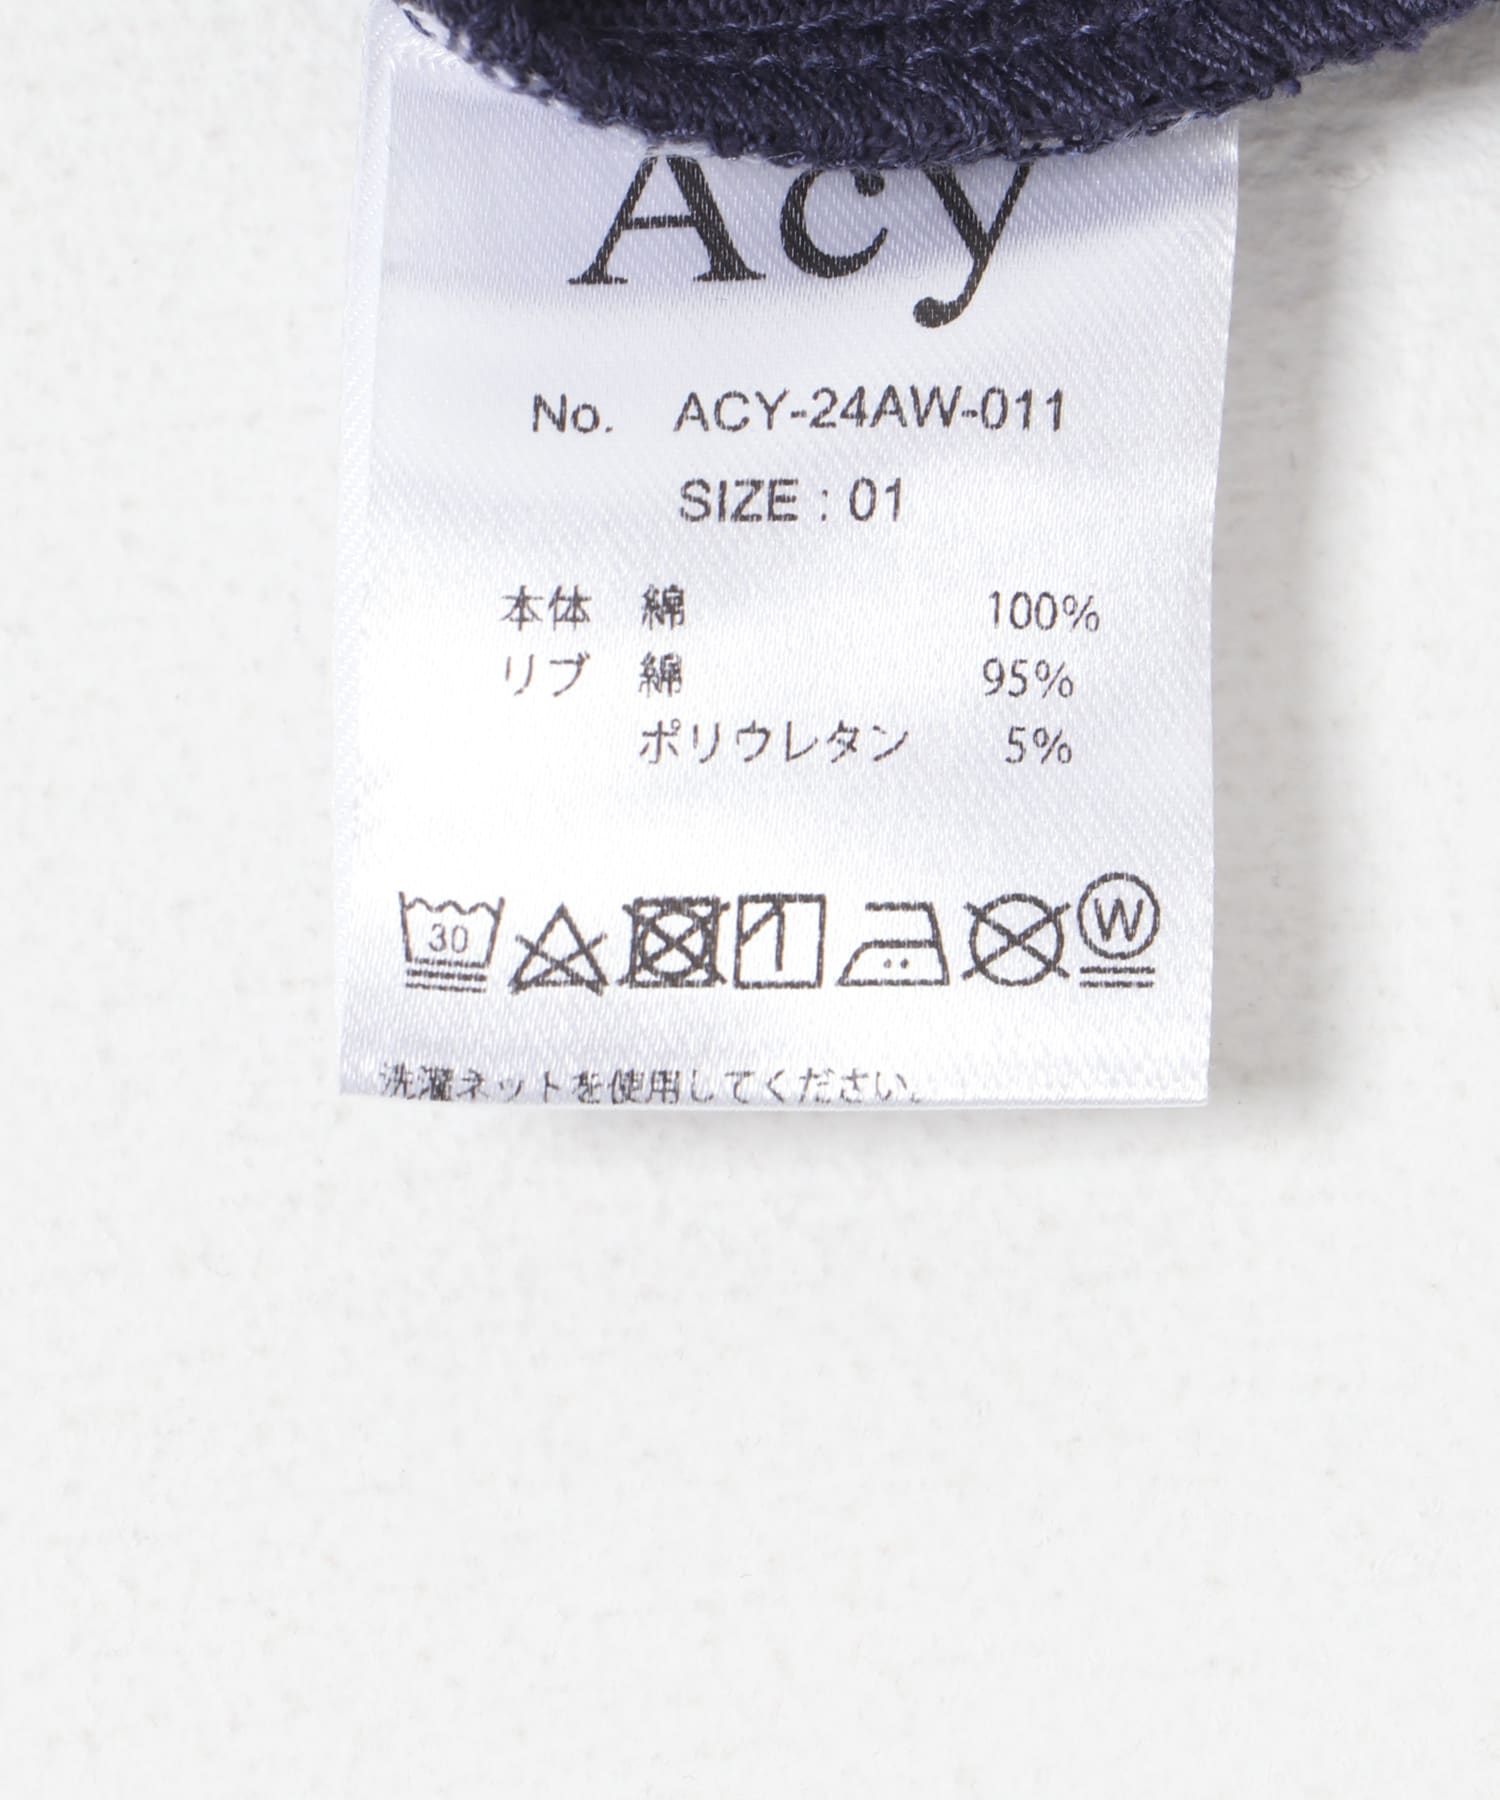 Acy
No. ACY-24AW-011
SIZE : 01
本体 綿 100%
リブ 綿 95%
ポリウレタン 5%
30 W
洗濯ネットを使用してください。